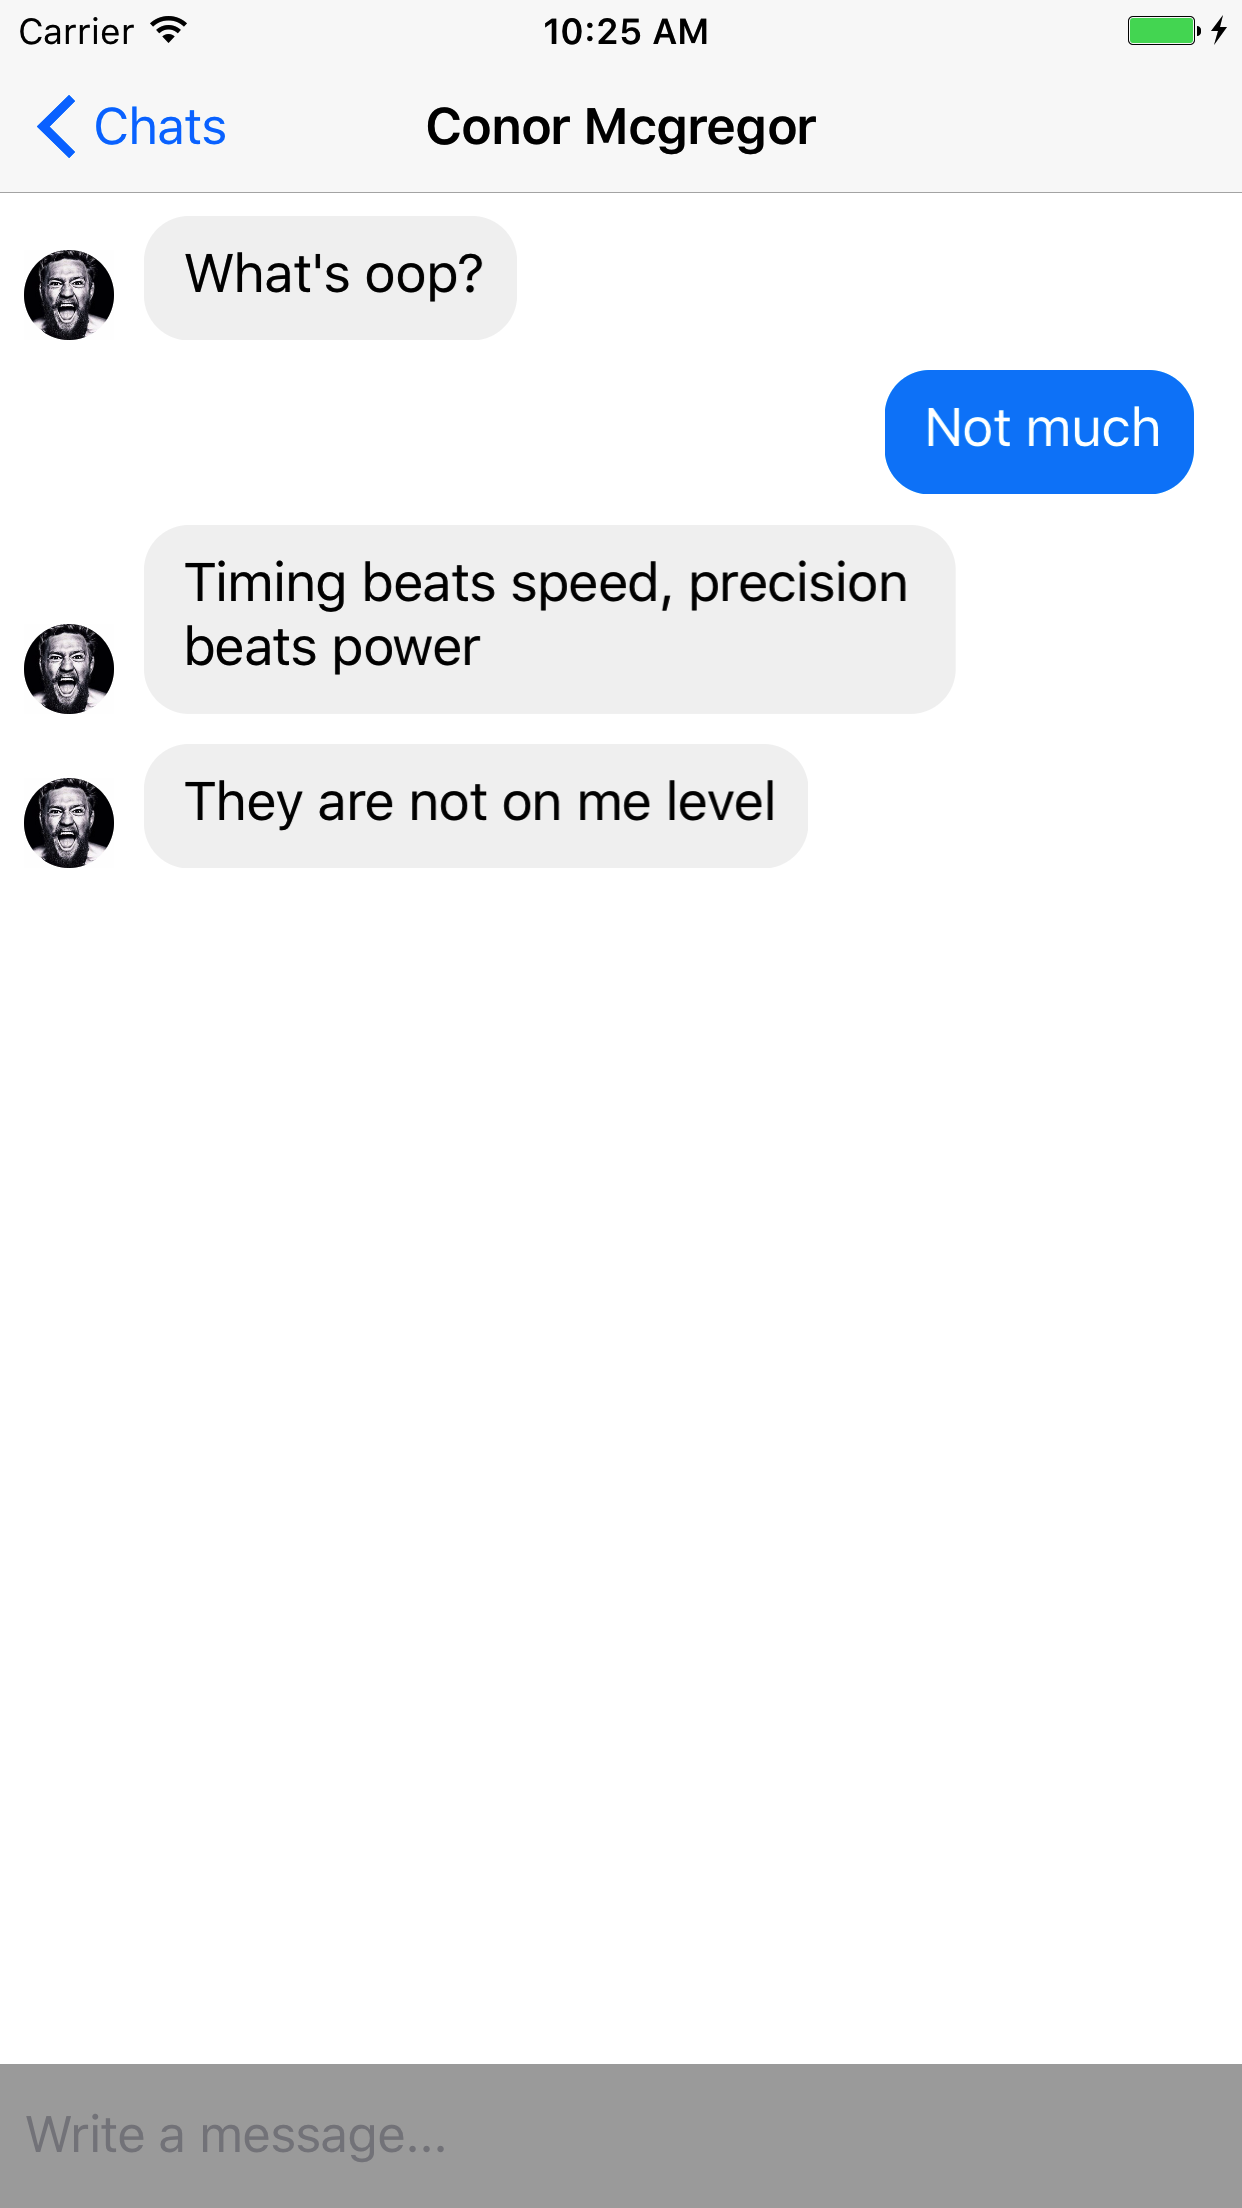 Carrier
10:25 AM
Chats
Conor Mcgregor
What's oop?
Not much
Timing beats speed, precision
beats power
They are not on me level
Write a message...